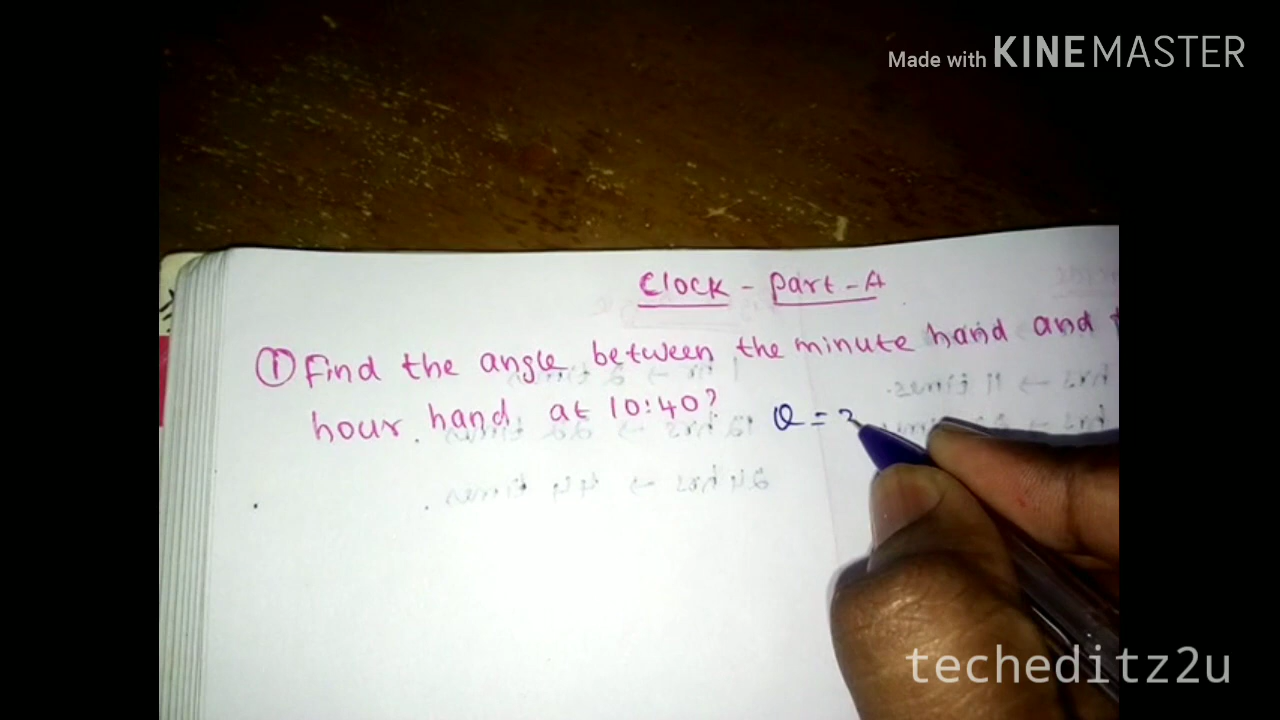 Made with KINEMASTER
Clock - Part - A
① Find the angle between the minute hand and
hour hand at 10:40?
Q = 3
techeditz2u